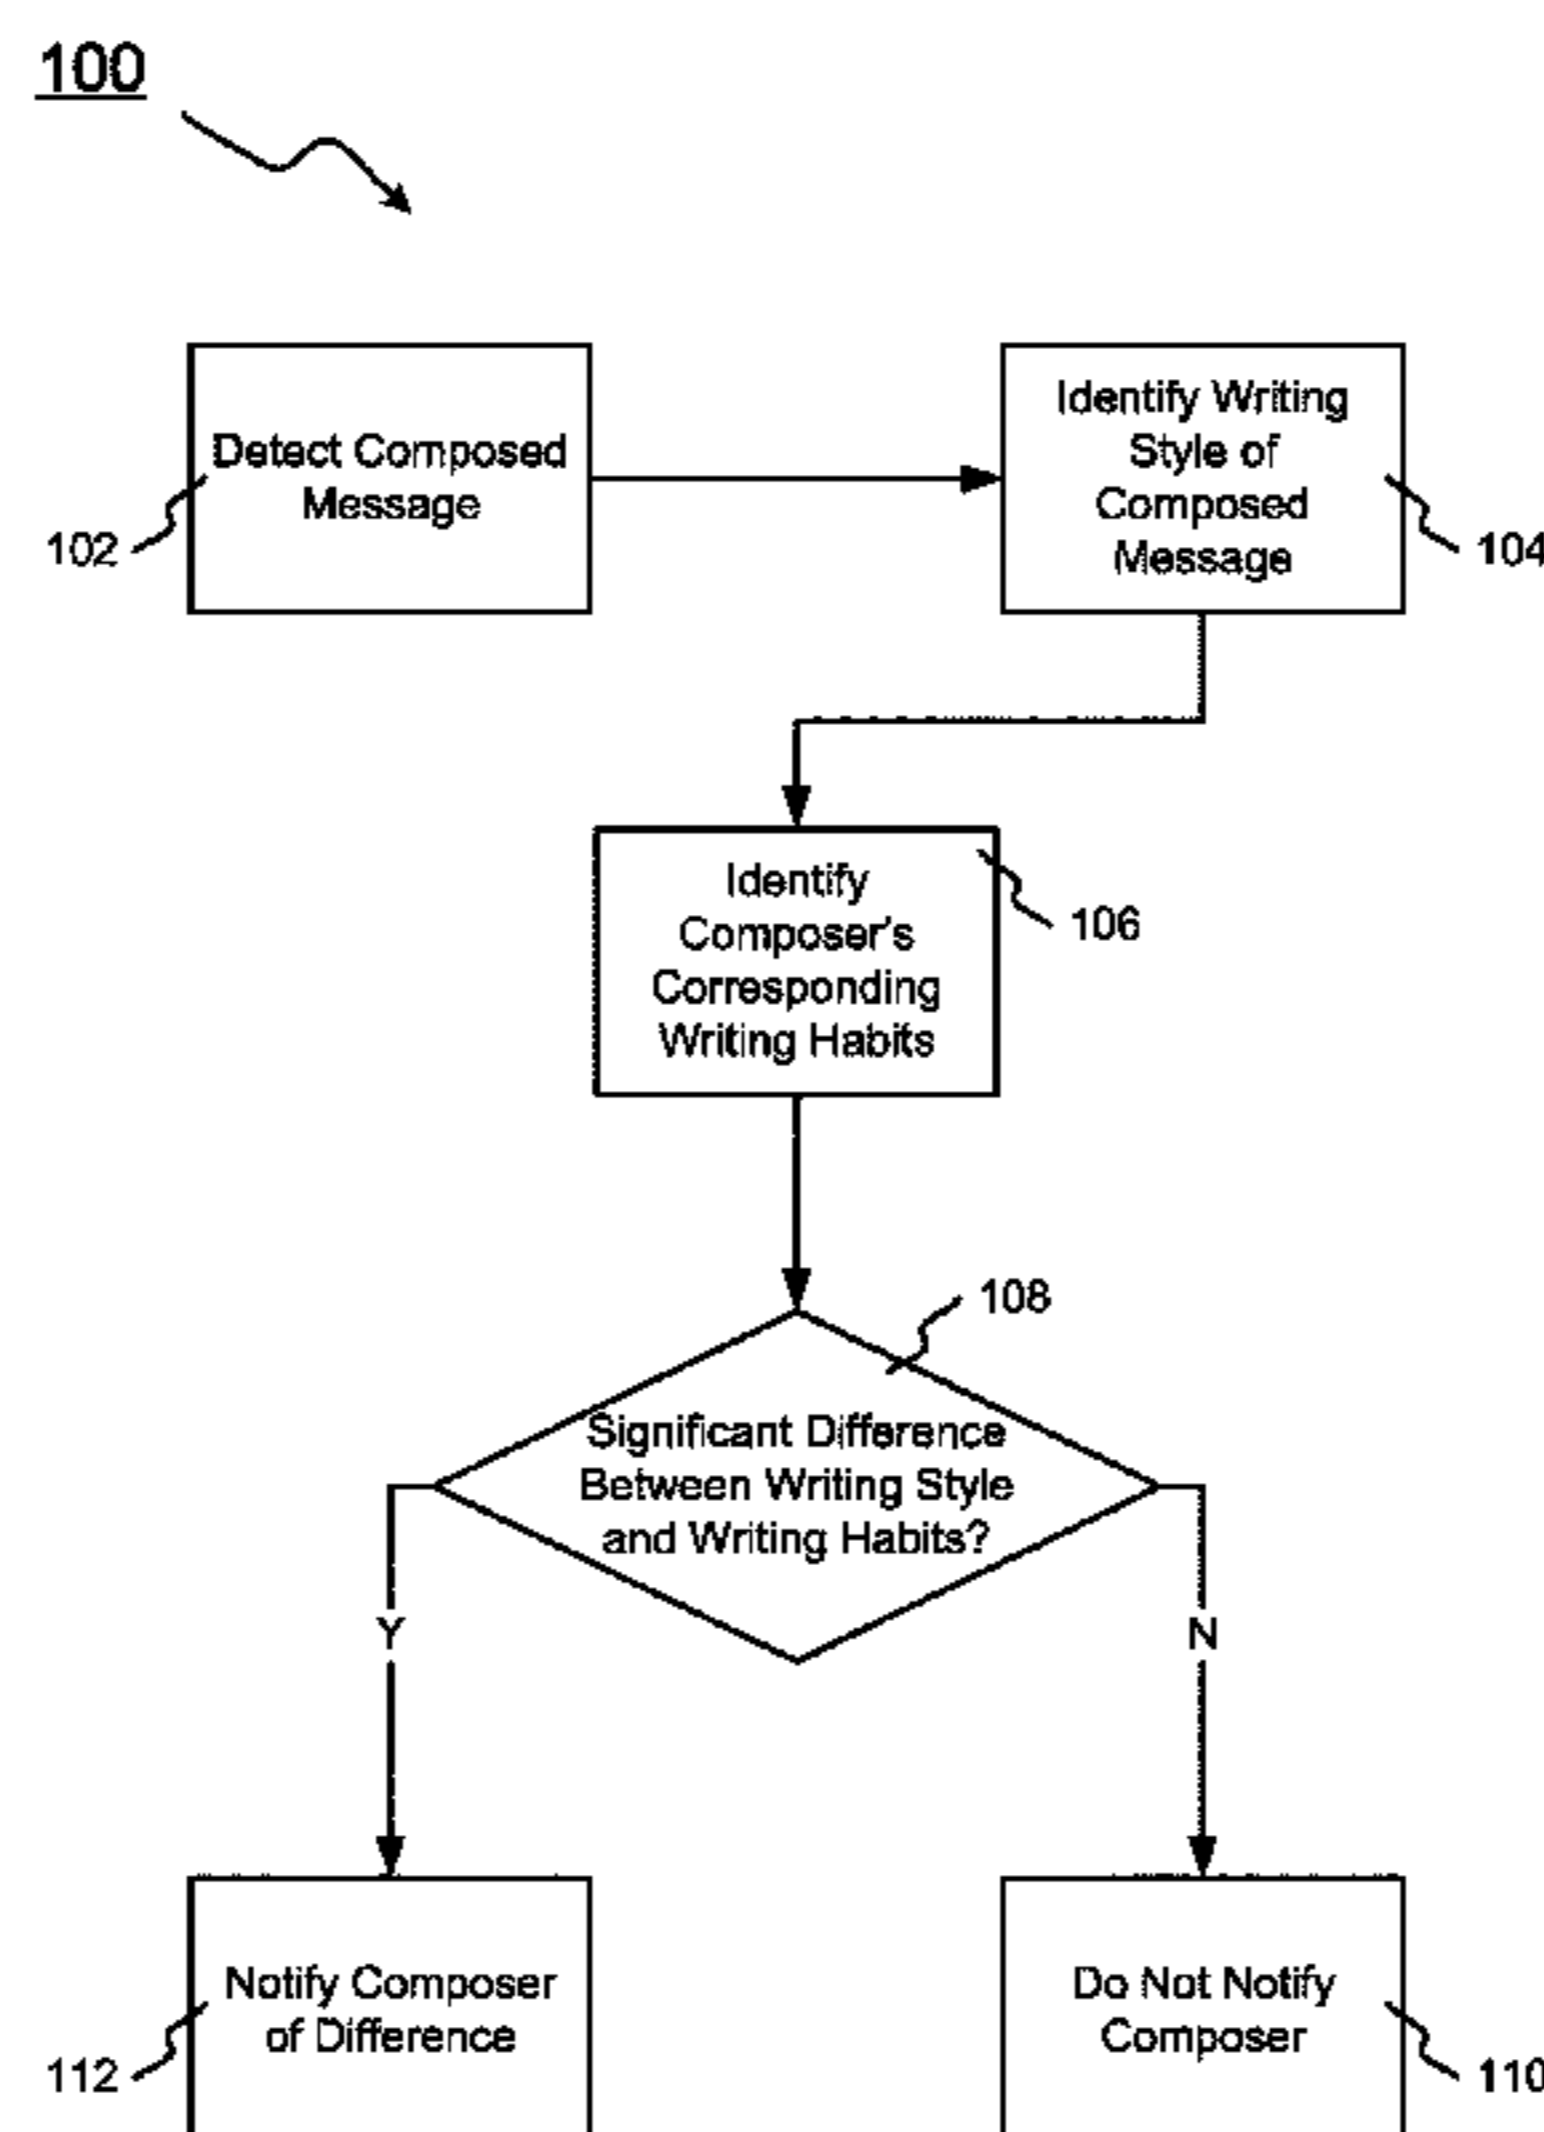 100
Detect Composed
Message
102
Identify Writing
Style of
Composed
Message
104
Identify
Composer's
Corresponding
Writing Habits
106
108
Significant Difference
Between Writing Style
and Writing Habits?
Y
N
Notify Composer
of Difference
112
Do Not Notify
Composer
110